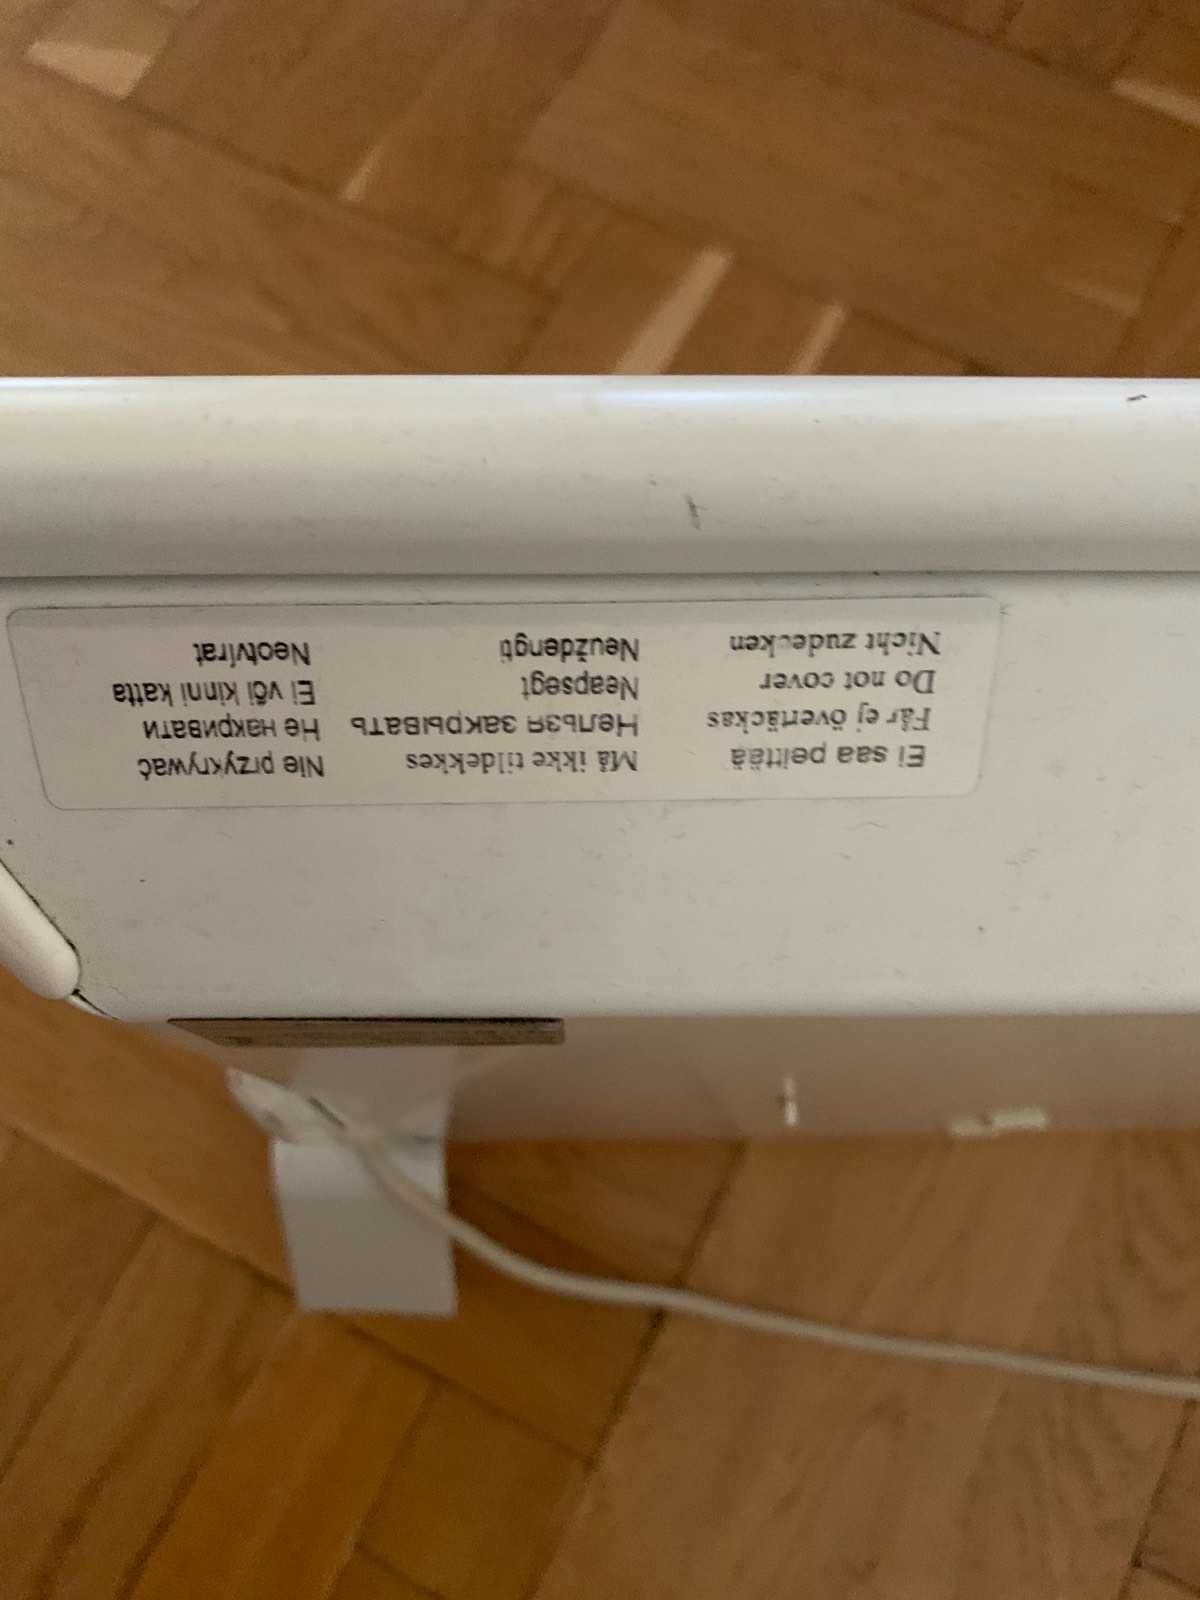 Ei saa peittää
Får ej övertäckas
Do not cover
Nicht zudecken
Må ikke tildekkes
Нельзя закрывать
Neapsegt
Neuždengti
Nie przykrywać
Не накривати
Ei või kinni katta
Neotvírat